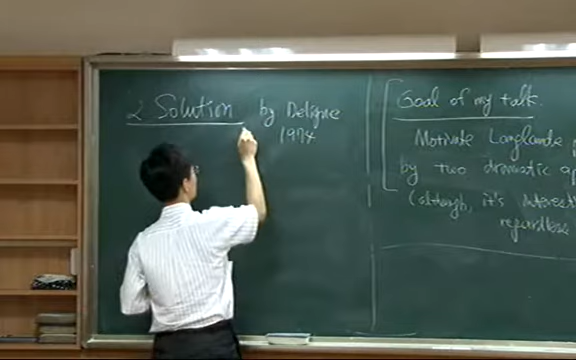 2 Solution by Deligne
1974
Goal of my talk.
Motivate Langlands
by two dramatic
(although, it's
regardless